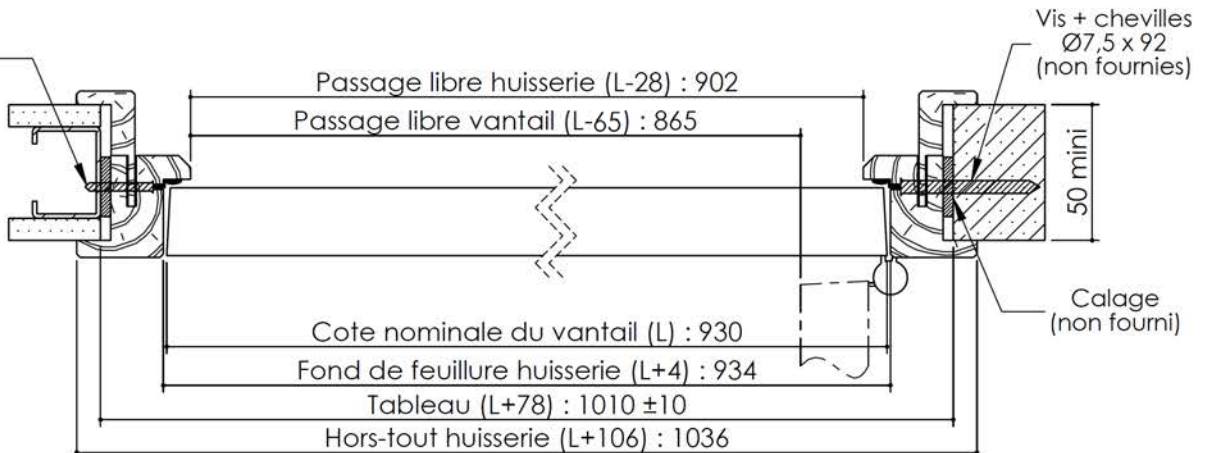 Vis + chevilles
Ø7,5 x 92
(non fournies)
Passage libre huisserie (L-28) : 902
Passage libre vantail (L-65) : 865
50 mini
Calage
(non fourni)
Cote nominale du vantail (L) : 930
Fond de feuillure huisserie (L+4) : 934
Tableau (L+78) : 1010 ±10
Hors-tout huisserie (L+106) : 1036